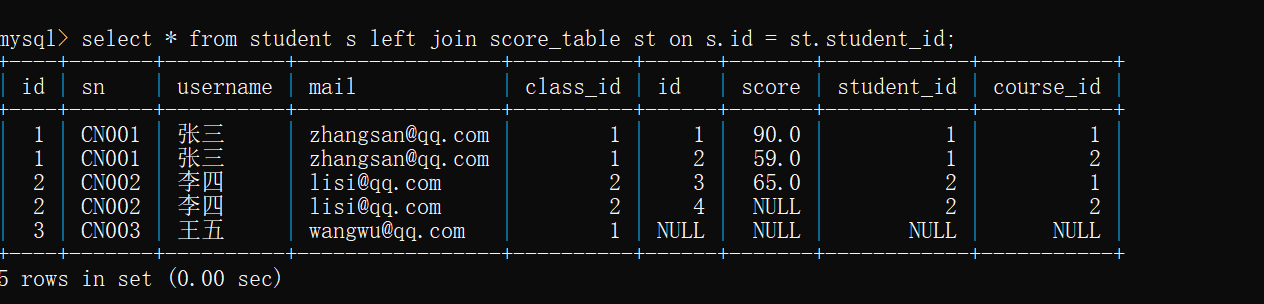 mysql> select * from student s left join score_table st on s.id = st.student_id;
| id | sn | username | mail | class_id | id | score | student_id | course_id |
| 1 | CN001 | 张三 | zhangsan@qq.com | 1 | 1 | 90.0 | 1 | 1 |
| 1 | CN001 | 张三 | zhangsan@qq.com | 1 | 2 | 59.0 | 1 | 2 |
| 2 | CN002 | 李四 | lisi@qq.com | 2 | 3 | 65.0 | 2 | 1 |
| 2 | CN002 | 李四 | lisi@qq.com | 2 | 4 | NULL | 2 | 2 |
| 3 | CN003 | 王五 | wangwu@qq.com | 1 | NULL | NULL | NULL | NULL |
5 rows in set (0.00 sec)